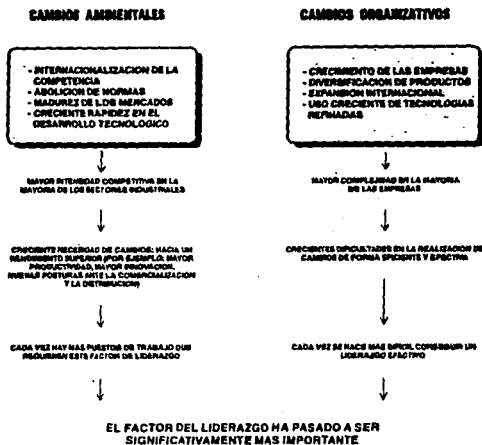 CAMBIOS AMBIENTALES
- INTERNACIONALIZACION DE LA
COMPETENCIA
- ABOLICION DE NORMAS
- MADUREZ DE LOS MERCADOS
- CRECIENTE RAPIDEZ EN EL
DESARROLLO TECNOLOGICO
MAYOR INTENSIDAD COMPETITIVA EN LA
MAYORIA DE LOS SECTORES INDUSTRIALES
CRECIENTE NECESIDAD DE CAMBIOS: HACIA UN
RENDIMIENTO SUPERIOR (POR EJEMPLO: MAYOR
PRODUCTIVIDAD, MAYOR INNOVACION,
NUEVAS POSTURAS ANTE LA COMERCIALIZACION
Y LA DISTRIBUCION)
CADA VEZ HAY MAS PUESTOS DE TRABAJO QUE
REQUIEREN ESTE FACTOR DE LIDERAZGO
CAMBIOS ORGANIZATIVOS
- CRECIMIENTO DE LAS EMPRESAS
- DIVERSIFICACION DE PRODUCTOS
- EXPANSION INTERNACIONAL
- USO CRECIENTE DE TECNOLOGIAS
REFINADAS
MAYOR COMPLEJIDAD EN LA MAYORIA
DE LAS EMPRESAS
CRECIENTES DIFICULTADES EN LA REALIZACION DE
CAMBIOS DE FORMA EFICIENTE Y EFECTIVA
CADA VEZ SE HACE MAS DIFICIL CONSEGUIR UN
LIDERAZGO EFECTIVO
EL FACTOR DEL LIDERAZGO HA PASADO A SER
SIGNIFICATIVAMENTE MAS IMPORTANTE